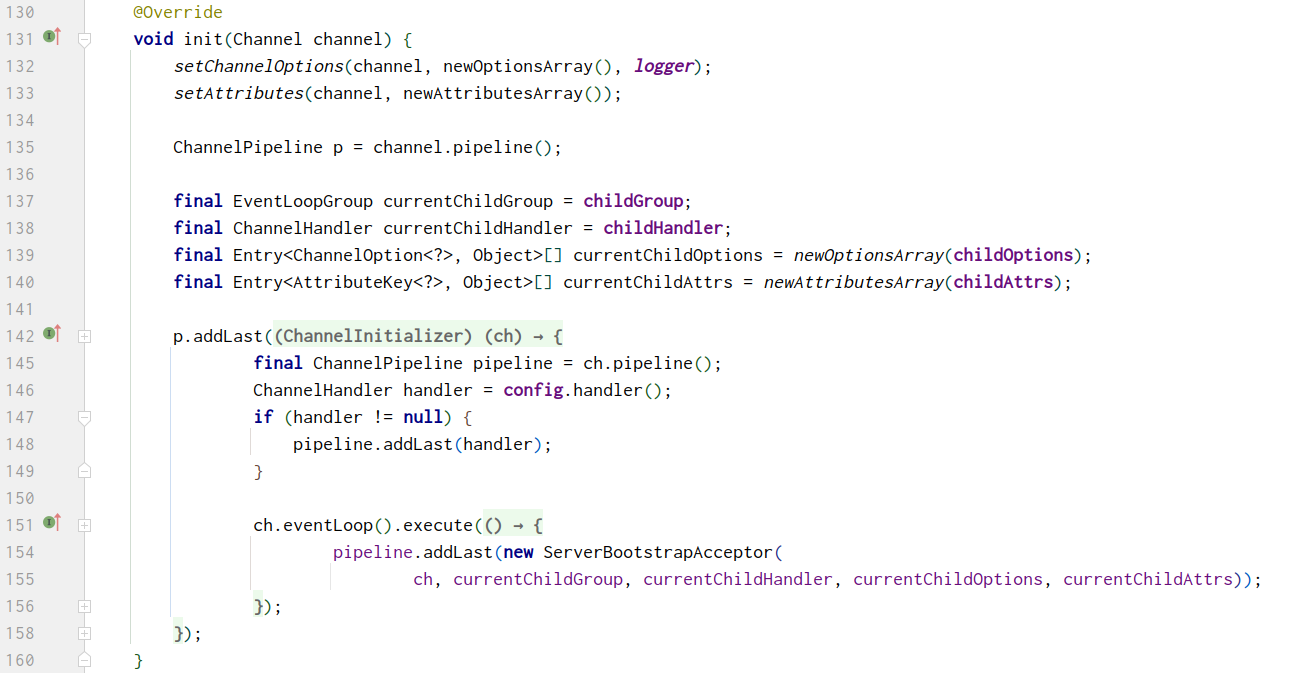 130 @Override
131 void init(Channel channel) {
132 setChannelOptions(channel, newOptionsArray(), logger);
133 setAttributes(channel, newAttributesArray());
134
135 ChannelPipeline p = channel.pipeline();
136
137 final EventLoopGroup currentChildGroup = childGroup;
138 final ChannelHandler currentChildHandler = childHandler;
139 final Entry<ChannelOption<?>, Object>[] currentChildOptions = newOptionsArray(childOptions);
140 final Entry<AttributeKey<?>, Object>[] currentChildAttrs = newAttributesArray(childAttrs);
141
142 p.addLast((ChannelInitializer) (ch) → {
145 final ChannelPipeline pipeline = ch.pipeline();
146 ChannelHandler handler = config.handler();
147 if (handler != null) {
148 pipeline.addLast(handler);
149 }
150
151 ch.eventLoop().execute(() → {
154 pipeline.addLast(new ServerBootstrapAcceptor(
155 ch, currentChildGroup, currentChildHandler, currentChildOptions, currentChildAttrs));
156 });
158 });
160 }